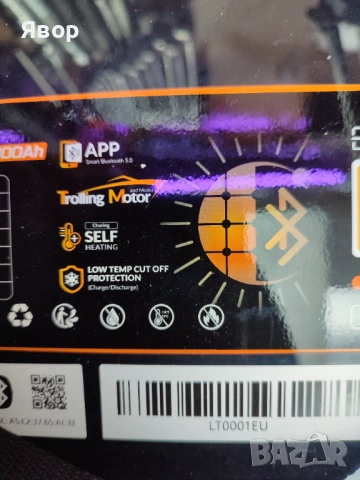 Явор
00Ah
APP
Smart Bluetooth 5.0
Trolling Motor
Charing
SELF
HEATING
LOW TEMP CUT OFF
PROTECTION
(Charge/Discharge)
LT0001EU
BAZAR